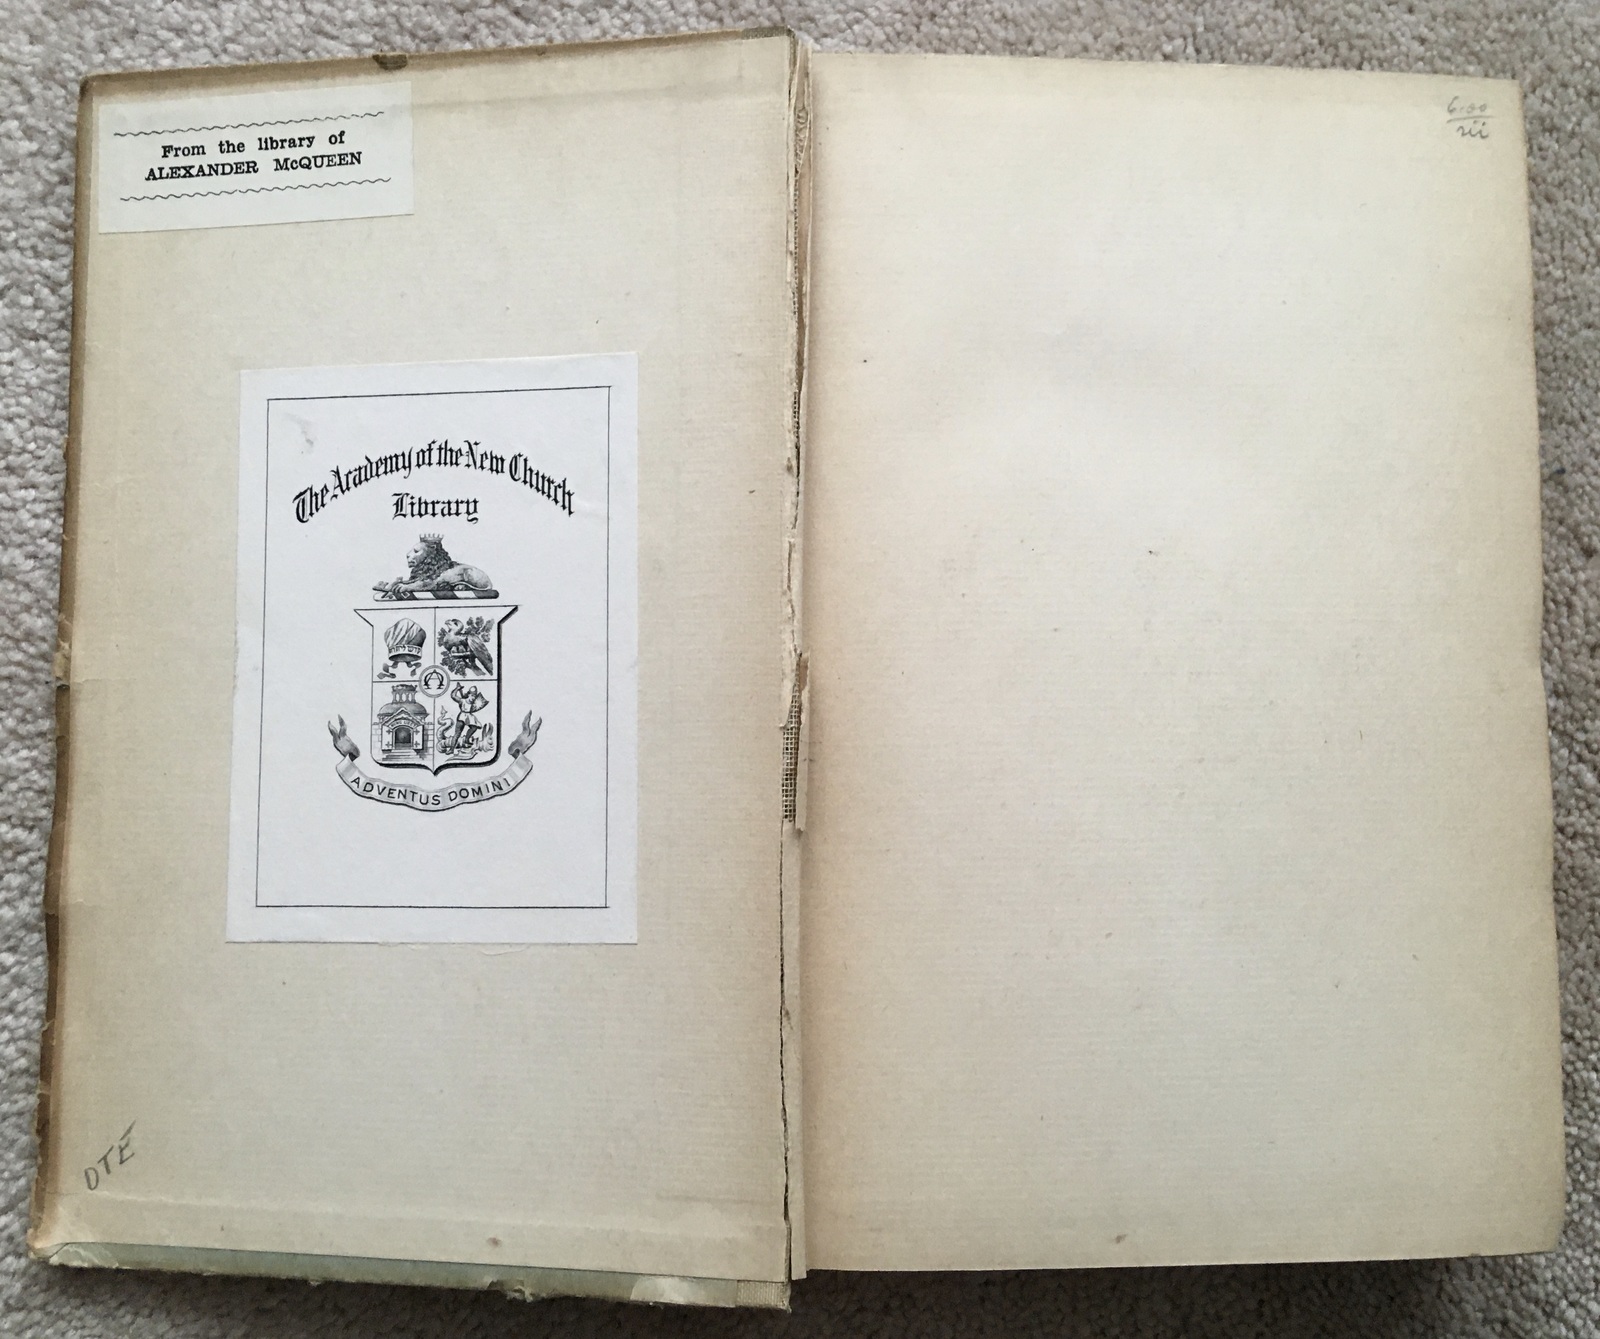 From the library of
ALEXANDER McQUEEN
The Academy of the New Church
Library
ADVENTUS DOMINI
DTE
6.00